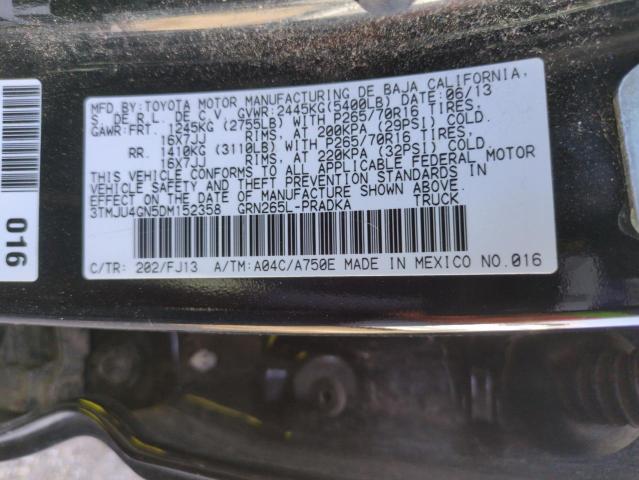 MFD. BY: TOYOTA MOTOR MANUFACTURING DE BAJA CALIFORNIA,
S. DE R.L. DE C.V. GVWR: 2445KG(5400LB) DATE: 06/13
GAWR: FRT. 1245KG (2755LB) WITH P265/70R16 TIRES,
16X7JJ RIMS, AT 200KPA (29PSI) COLD.
RR. 1410KG (3110LB) WITH P265/70R16 TIRES,
16X7JJ RIMS, AT 220KPA (32PSI) COLD.
THIS VEHICLE CONFORMS TO ALL APPLICABLE FEDERAL MOTOR
VEHICLE SAFETY AND THEFT PREVENTION STANDARDS IN
EFFECT ON THE DATE OF MANUFACTURE SHOWN ABOVE.
3TMJU4GN5DM152358 GRN265L-PRADKA TRUCK
C/TR: 202/FJ13 A/TM: A04C/A750E MADE IN MEXICO NO.016
016